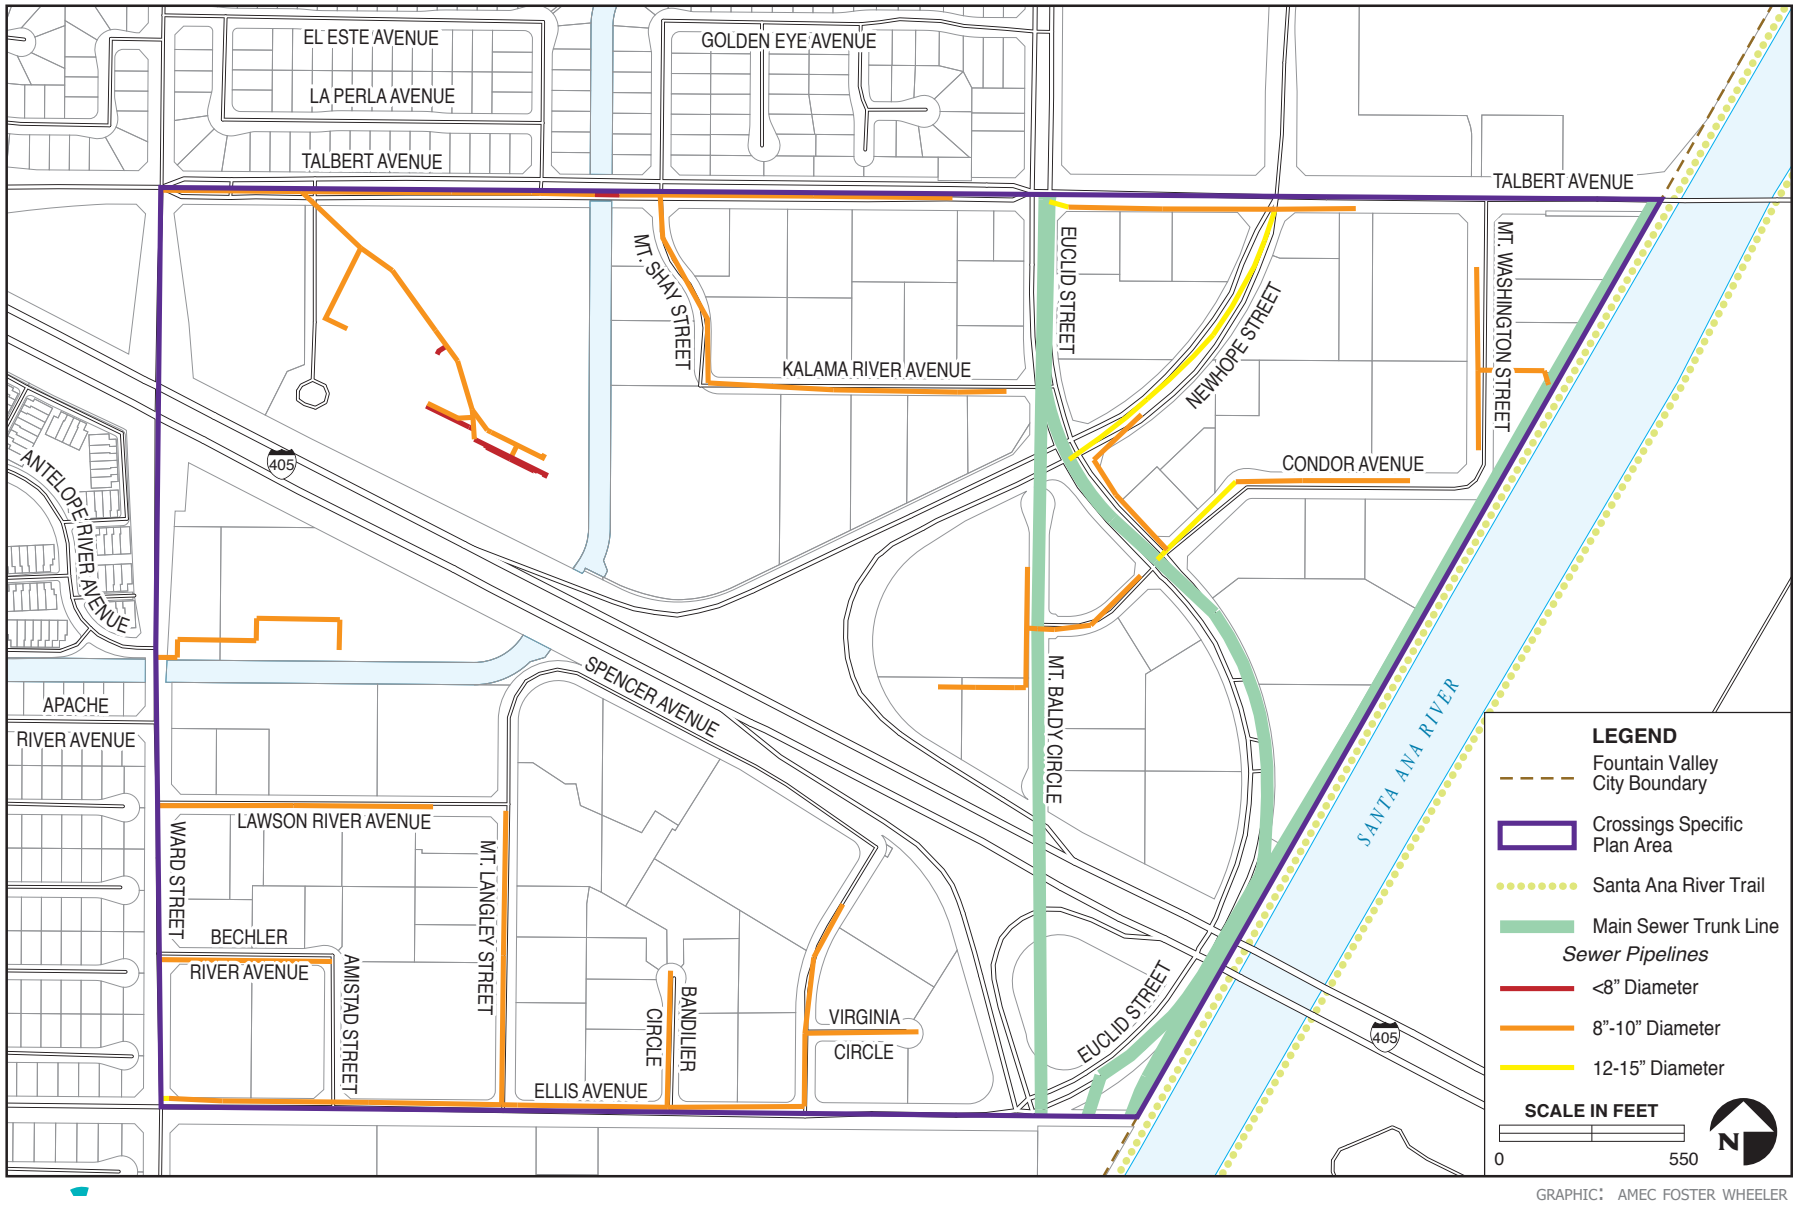 EL ESTE AVENUE
GOLDEN EYE AVENUE
LA PERLA AVENUE
TALBERT AVENUE
TALBERT AVENUE
MT. SHAY STREET
EUCLID STREET
NEWHOPE STREET
MT. WASHINGTON STREET
KALAMA RIVER AVENUE
CONDOR AVENUE
405
ANTELOPE RIVER AVENUE
SPENCER AVENUE
MT. BALDY CIRCLE
APACHE
RIVER AVENUE
SANTA ANA RIVER
LAWSON RIVER AVENUE
WARD STREET
MT. LANGLEY STREET
BECHLER
RIVER AVENUE
AMISTAD STREET
BANDILIER
CIRCLE
VIRGINIA
CIRCLE
EUCLID STREET
405
ELLIS AVENUE
LEGEND
Fountain Valley
City Boundary
Crossings Specific
Plan Area
Santa Ana River Trail
Main Sewer Trunk Line
Sewer Pipelines
<8” Diameter
8”-10” Diameter
12-15” Diameter
SCALE IN FEET
0 550
N
GRAPHIC: AMEC FOSTER WHEELER